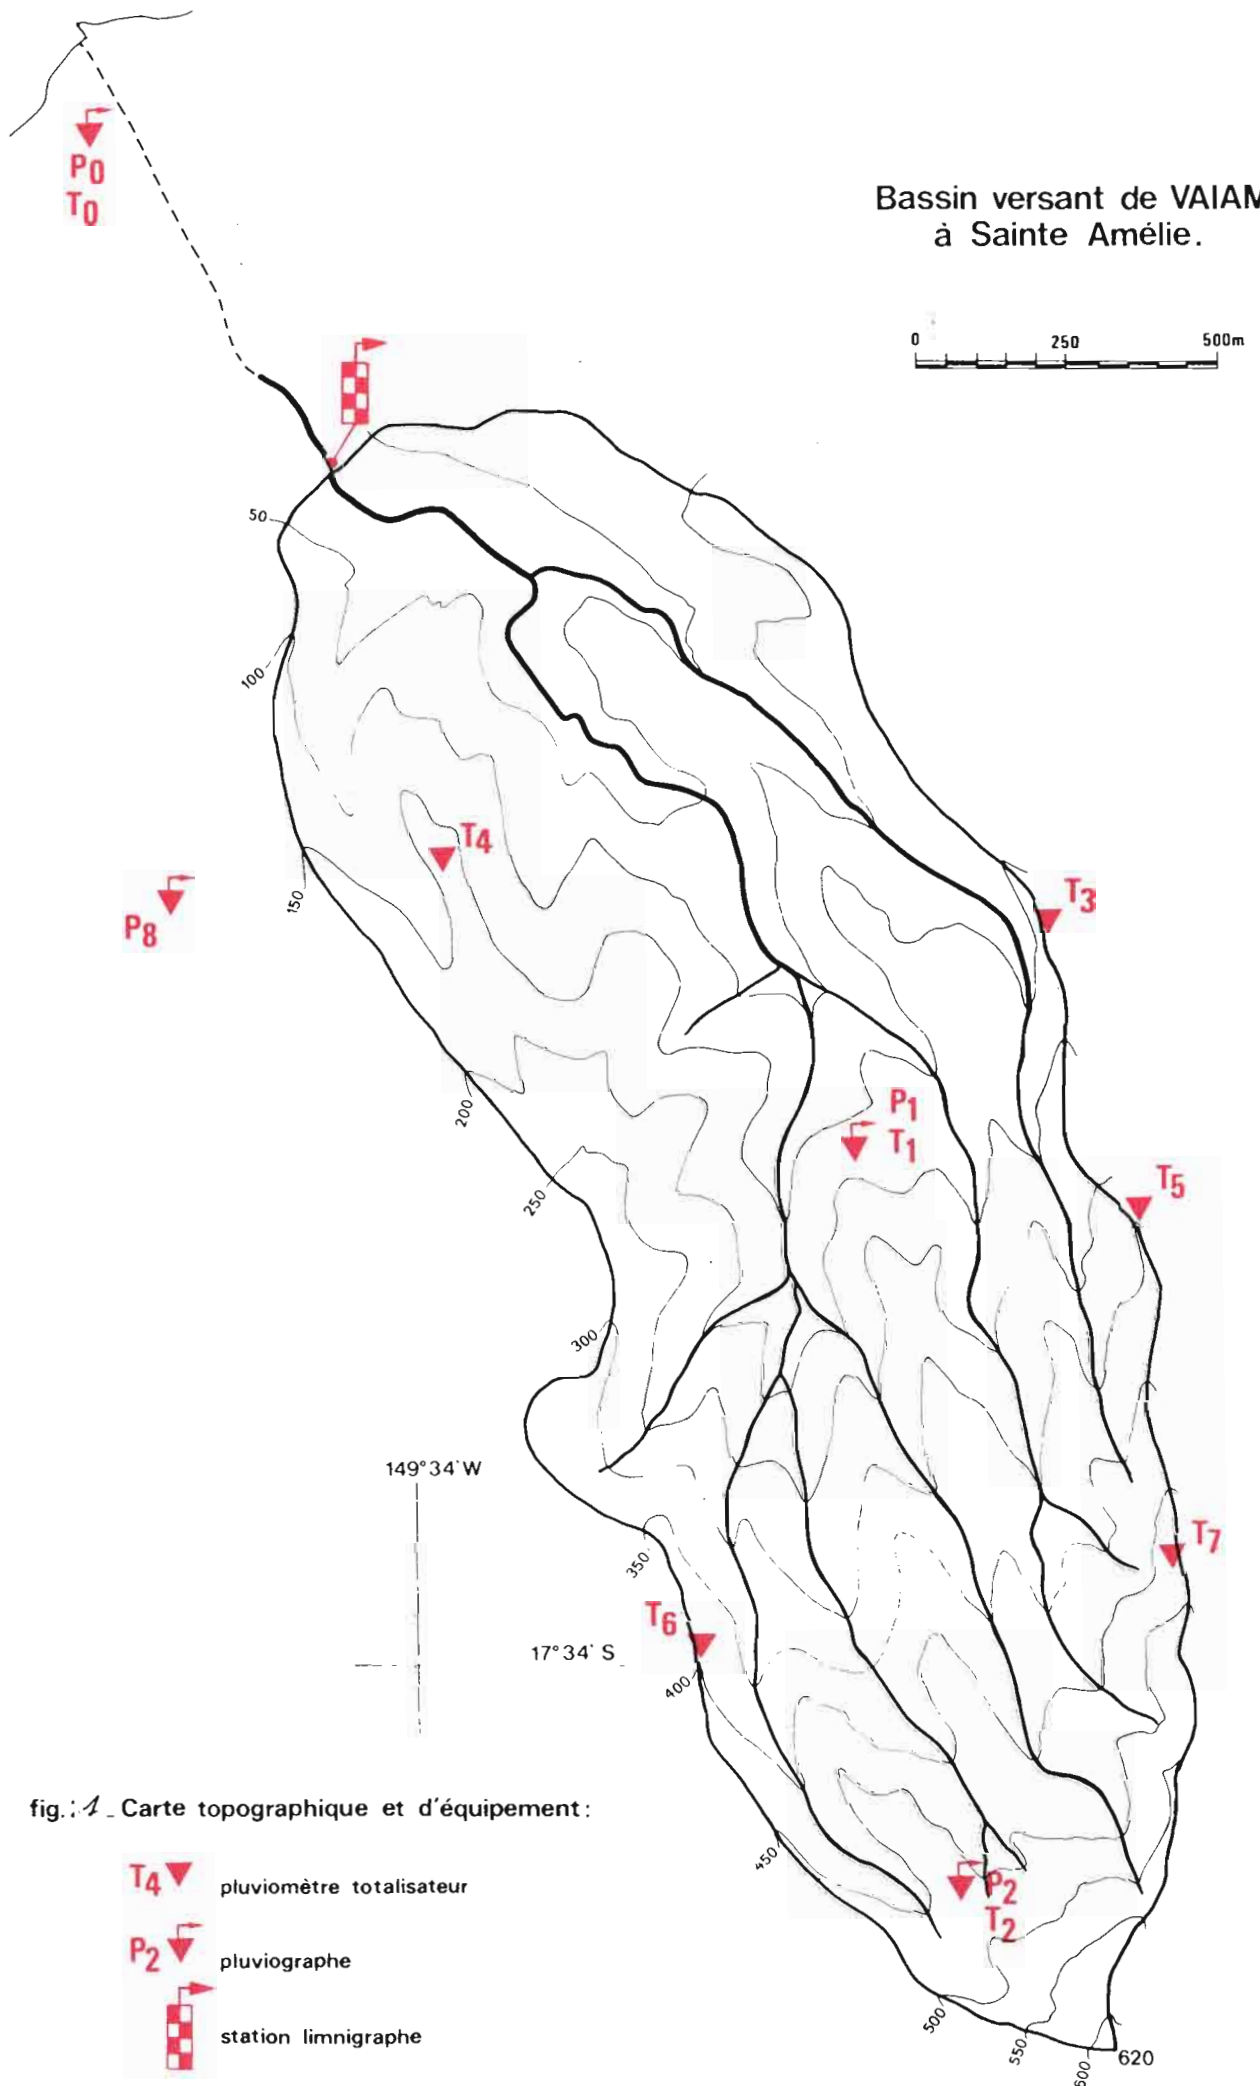 P0
T0
Bassin versant de VAIAM
à Sainte Amélie.
0 250 500m
50
100
T4
150
P8
T3
200
P1
T1
250
T5
300
149°34'W
350
T7
T6
17°34' S
400
fig.:1_Carte topographique et d'équipement:
450
T4 pluviomètre totalisateur
P2
T2
P2 pluviographe
500
station limnigraphe
550
600
620